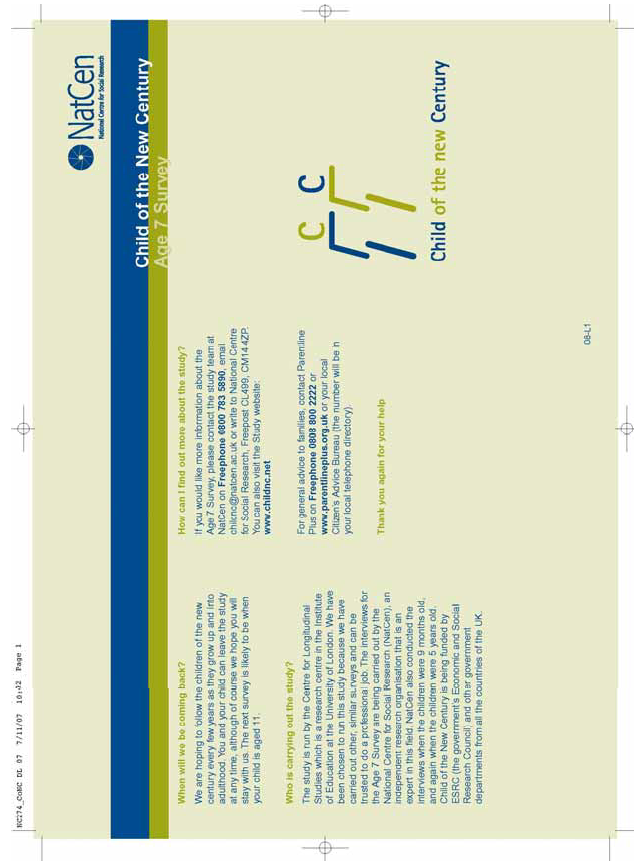 NC274_CoNC DL 07 7/11/07 10:42 Page 1
When will we be coming back?
We are hoping to follow the children of the new
century every few years as they grow up and into
adulthood. You and your child can leave the study
at any time, although of course we hope you will
stay with us. The next survey is likely to be when
your child is aged 11.
Who is carrying out the study?
The study is run by the Centre for Longitudinal
Studies which is a research centre in the Institute
of Education at the University of London. We have
been chosen to run this study because we have
carried out other, similar surveys and can be
trusted to do a professional job. The interviews for
the Age 7 Survey are being carried out by the
National Centre for Social Research (NatCen), an
independent research organisation that is an
expert in this field. NatCen also conducted the
interviews when the children were 9 months old,
and again when the children were 5 years old.
Child of the New Century is being funded by
ESRC (the government's Economic and Social
Research Council) and other government
departments from all the countries of the UK.
How can I find out more about the study?
If you would like more information about the
Age 7 Survey, please contact the study team at
NatCen on Freephone 0800 783 5890, email
chilcnc@natcen.ac.uk or write to National Centre
for Social Research, Freepost CL499, CM14 4ZP.
You can also visit the Study website:
www.childnc.net
For general advice to families, contact Parentline
Plus on Freephone 0808 800 2222 or
www.parentlineplus.org.uk or your local
Citizen's Advice Bureau (the number will be n
your local telephone directory).
Thank you again for your help
08-L1
NatCen
National Centre for Social Research
Child of the New Century
Age 7 Survey
C C
Child of the new Century